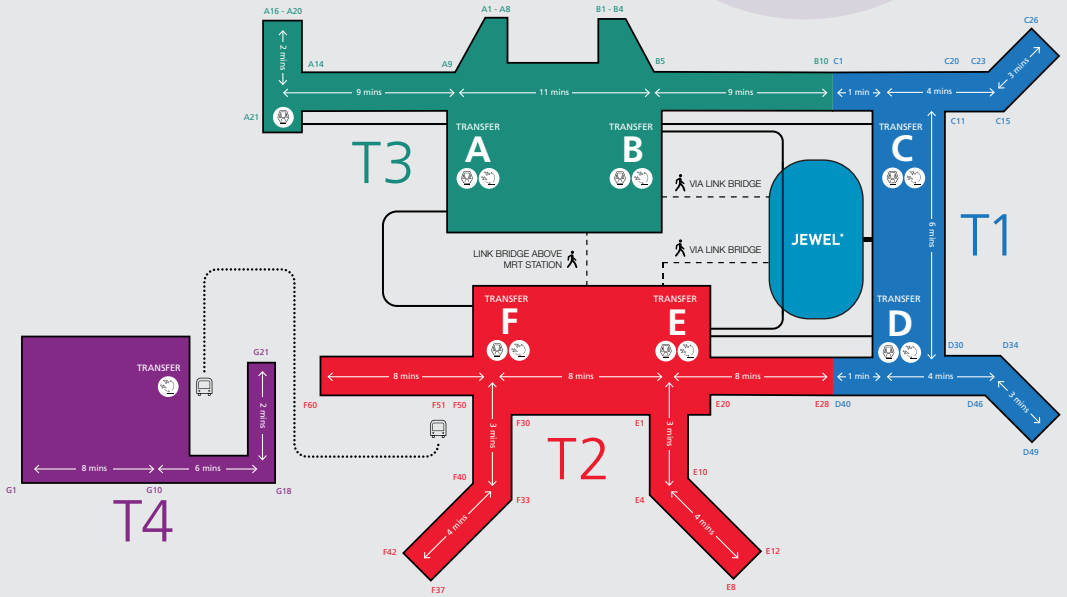 A16 - A20
A1 - A8
B1 - B4
C26
2 mins
A14
A9
B5
B10
C1
C20
C23
3 mins
9 mins
11 mins
9 mins
1 min
4 mins
A21
C11
C15
TRANSFER
A
TRANSFER
B
TRANSFER
C
T3
VIA LINK BRIDGE
6 mins
T1
JEWEL®
LINK BRIDGE ABOVE
MRT STATION
VIA LINK BRIDGE
TRANSFER
F
TRANSFER
E
TRANSFER
D
D30
D34
G21
TRANSFER
8 mins
8 mins
8 mins
1 min
4 mins
3 mins
F60
F51
F50
E20
E28
D40
D46
2 mins
3 mins
F30
E1
3 mins
D49
T2
8 mins
6 mins
F40
E10
G1
G10
G18
F33
E4
T4
4 mins
4 mins
F42
E12
F37
E8